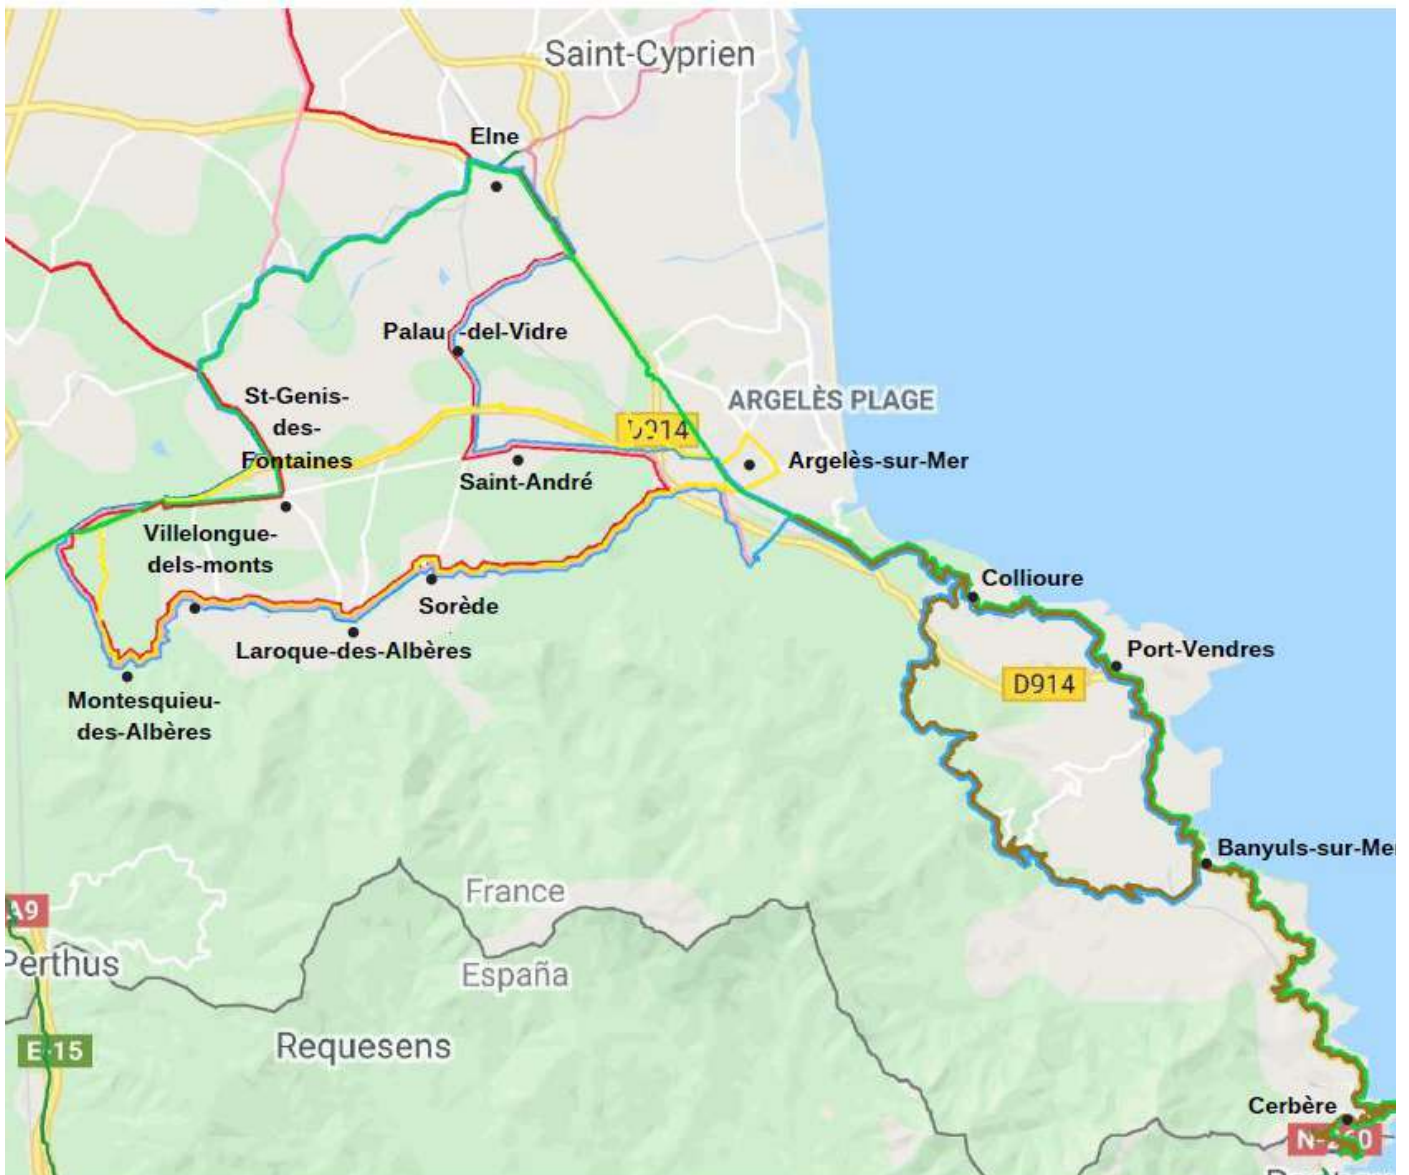 Saint-Cyprien
Elne
Palau -del-Vidre
St-Genis-
des-
Fontaines
ARGELÈS PLAGE
D914
Argelès-sur-Mer
Saint-André
Villelongue-
dels-monts
Sorède
Collioure
Laroque-des-Albères
Port-Vendres
D914
Montesquieu-
des-Albères
Banyuls-sur-Mer
France
A9
Perthus
España
Requesens
E-15
Cerbère